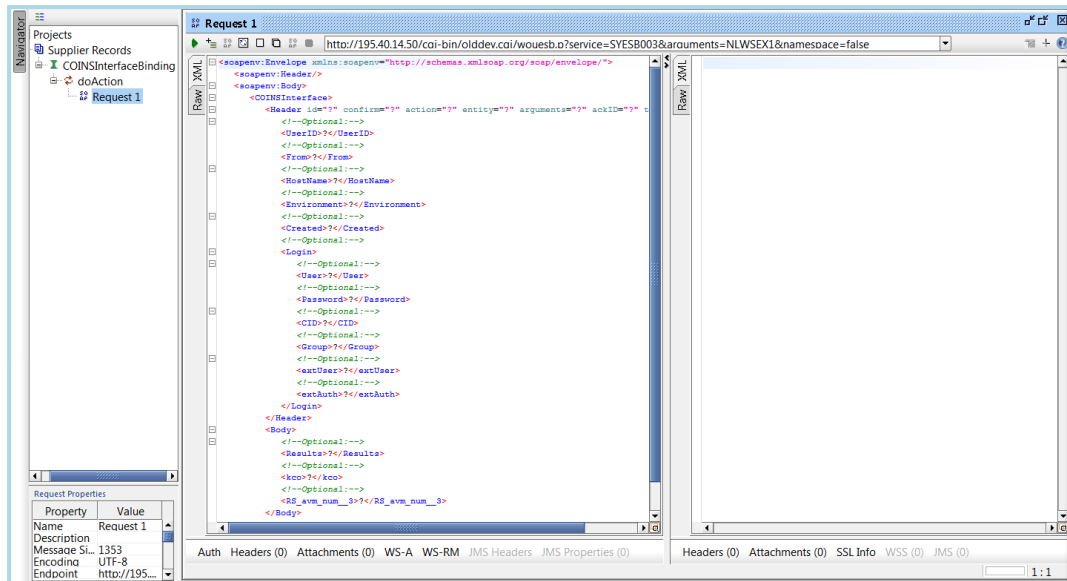 Navigator
Projects
Supplier Records
COINSInterfaceBinding
doAction
Request 1
Request Properties
Property Value
Name Request 1
Description
Message Si... 1353
Encoding UTF-8
Endpoint http://195....
Request 1
http://195.40.14.50/cgi-bin/olddev.cgi/wouesb.p?service=SYESB003&arguments=NLWSEX1&namespace=false
XML
Raw
<soapenv:Envelope xmlns:soapenv="http://schemas.xmlsoap.org/soap/envelope/">
<soapenv:Header/>
<soapenv:Body>
<COINSInterface>
<Header id="?" confirm="?" action="?" entity="?" arguments="?" ackID="?" t
<!--Optional:-->
<UserID>?</UserID>
<!--Optional:-->
<From>?</From>
<!--Optional:-->
<HostName>?</HostName>
<!--Optional:-->
<Environment>?</Environment>
<!--Optional:-->
<Created>?</Created>
<!--Optional:-->
<Login>
<!--Optional:-->
<User>?</User>
<!--Optional:-->
<Password>?</Password>
<!--Optional:-->
<CID>?</CID>
<!--Optional:-->
<Group>?</Group>
<!--Optional:-->
<extUser>?</extUser>
<!--Optional:-->
<extAuth>?</extAuth>
</Login>
</Header>
<Body>
<!--Optional:-->
<Results>?</Results>
<!--Optional:-->
<kco>?</kco>
<!--Optional:-->
<RS_avm_num__3>?</RS_avm_num__3>
</Body>
Auth Headers (0) Attachments (0) WS-A WS-RM JMS Headers JMS Properties (0)
XML
Raw
Headers (0) Attachments (0) SSL Info WSS (0) JMS (0)
1:1